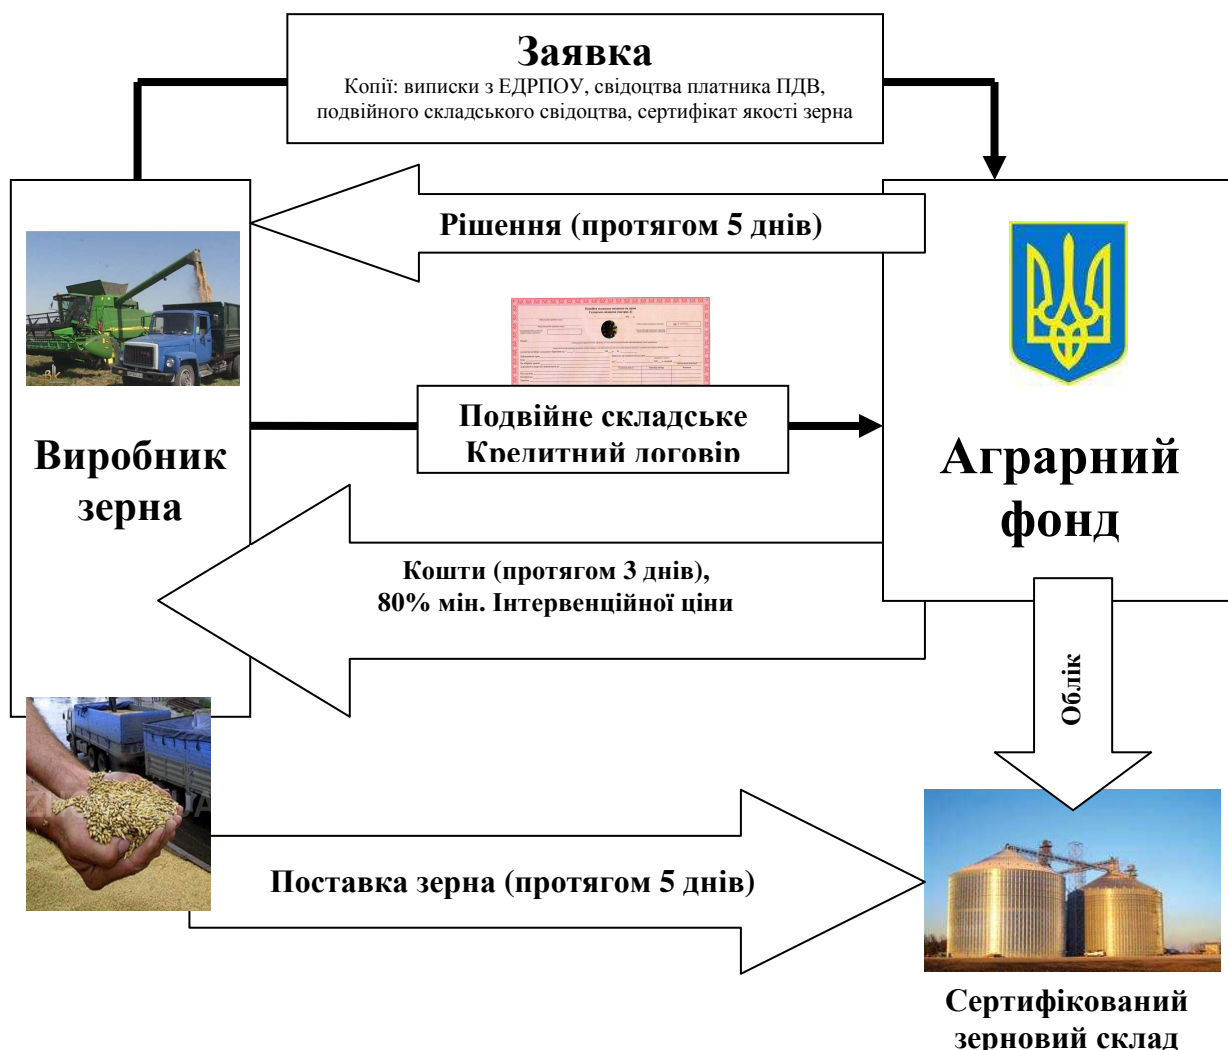 Заявка
Копії: виписки з ЕДРПОУ, свідоцтва платника ПДВ,
подвійного складського свідоцтва, сертифікат якості зерна
Рішення (протягом 5 днів)
Подвійне складське
Кредитний договір
Виробник
зерна
Аграрний
фонд
Кошти (протягом 3 днів),
80% мін. Інтервенційної ціни
Облік
Поставка зерна (протягом 5 днів)
Сертифікований
зерновий склад